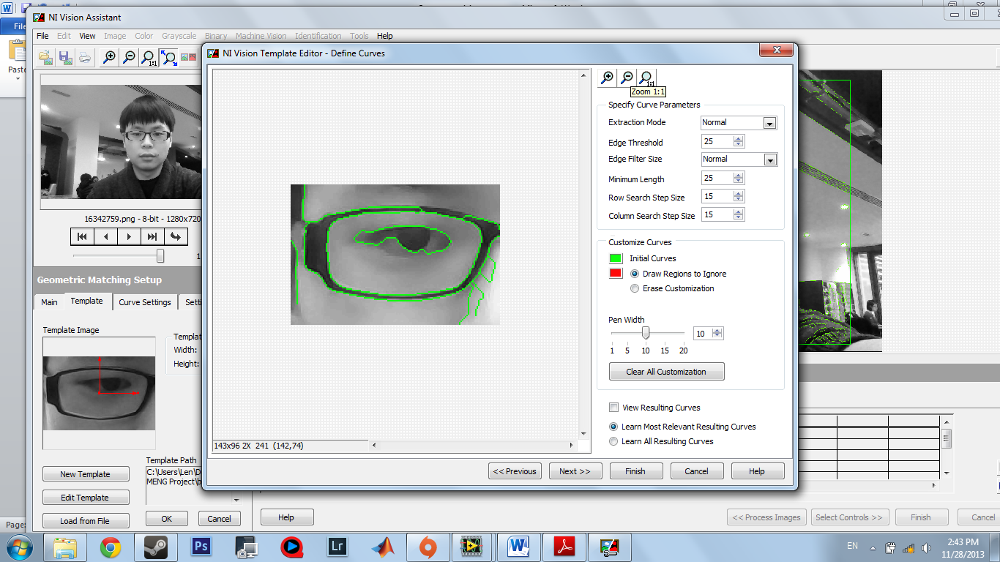 File
Paste
Page:
NI Vision Assistant
File Edit View Image Color Grayscale Binary Machine Vision Identification Tools Help
1:1
16342759.png - 8-bit - 1280x720
1
Geometric Matching Setup
Main Template Curve Settings
Template Image
Width:
Height:
New Template
Edit Template
Load from File
Template Path
C:\Users\Len\D
MENG Project\b
OK Cancel
Help
<< Process Images Select Controls >> Finish Cancel
NI Vision Template Editor - Define Curves
1:1
Zoom 1:1
Specify Curve Parameters
Extraction Mode Normal
Edge Threshold 25
Edge Filter Size Normal
Minimum Length 25
Row Search Step Size 15
Column Search Step Size 15
Customize Curves
Initial Curves
Draw Regions to Ignore
Erase Customization
Pen Width
10
1 5 10 15 20
Clear All Customization
View Resulting Curves
Learn Most Relevant Resulting Curves
Learn All Resulting Curves
143x96 2X 241 (142,74)
<< Previous Next >> Finish Cancel Help
Ps
Lr
W
EN
2:43 PM
11/28/2013